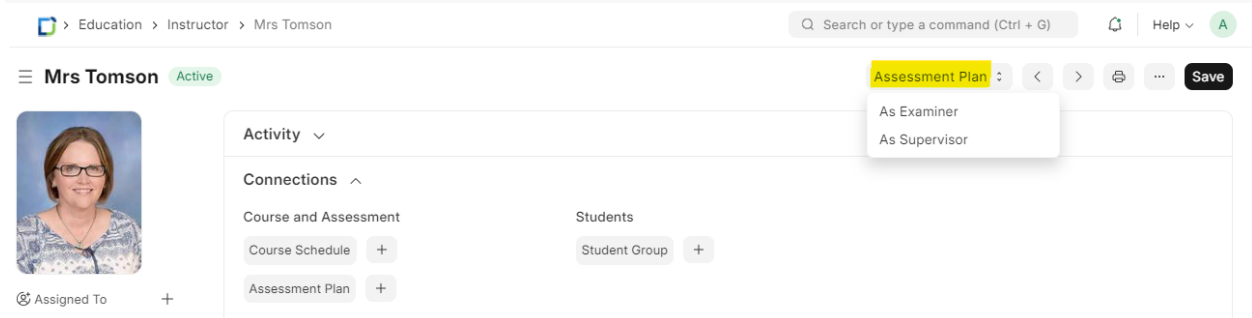 Education > Instructor > Mrs Tomson
Search or type a command (Ctrl + G)
Help
A
Mrs Tomson
Active
Assessment Plan
Save
As Examiner
As Supervisor
Activity
Connections
Course and Assessment
Students
Course Schedule +
Student Group +
Assessment Plan +
Assigned To +